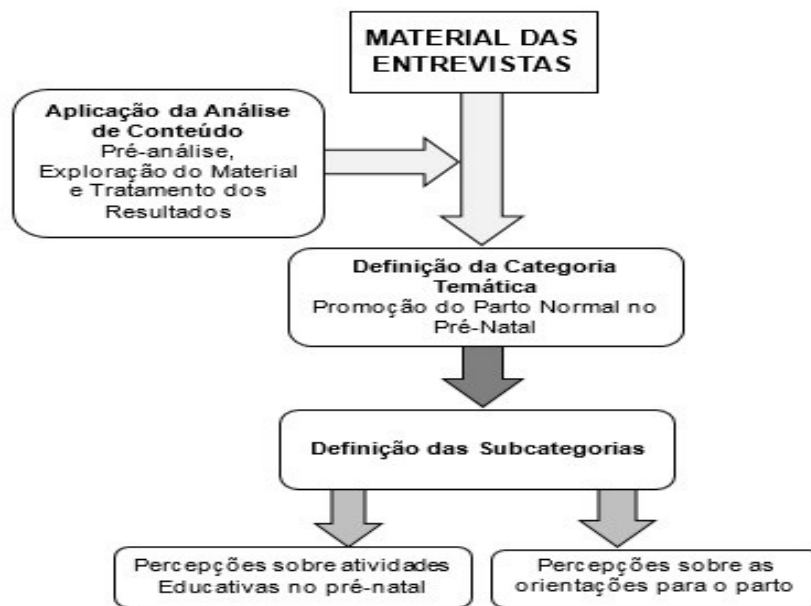 MATERIAL DAS
ENTREVISTAS
Aplicação da Análise
de Conteúdo
Pré-análise,
Exploração do Material
e Tratamento dos
Resultados
Definição da Categoria
Temática
Promoção do Parto Normal no
Pré-Natal
Definição das Subcategorias
Percepções sobre atividades
Educativas no pré-natal
Percepções sobre as
orientações para o parto